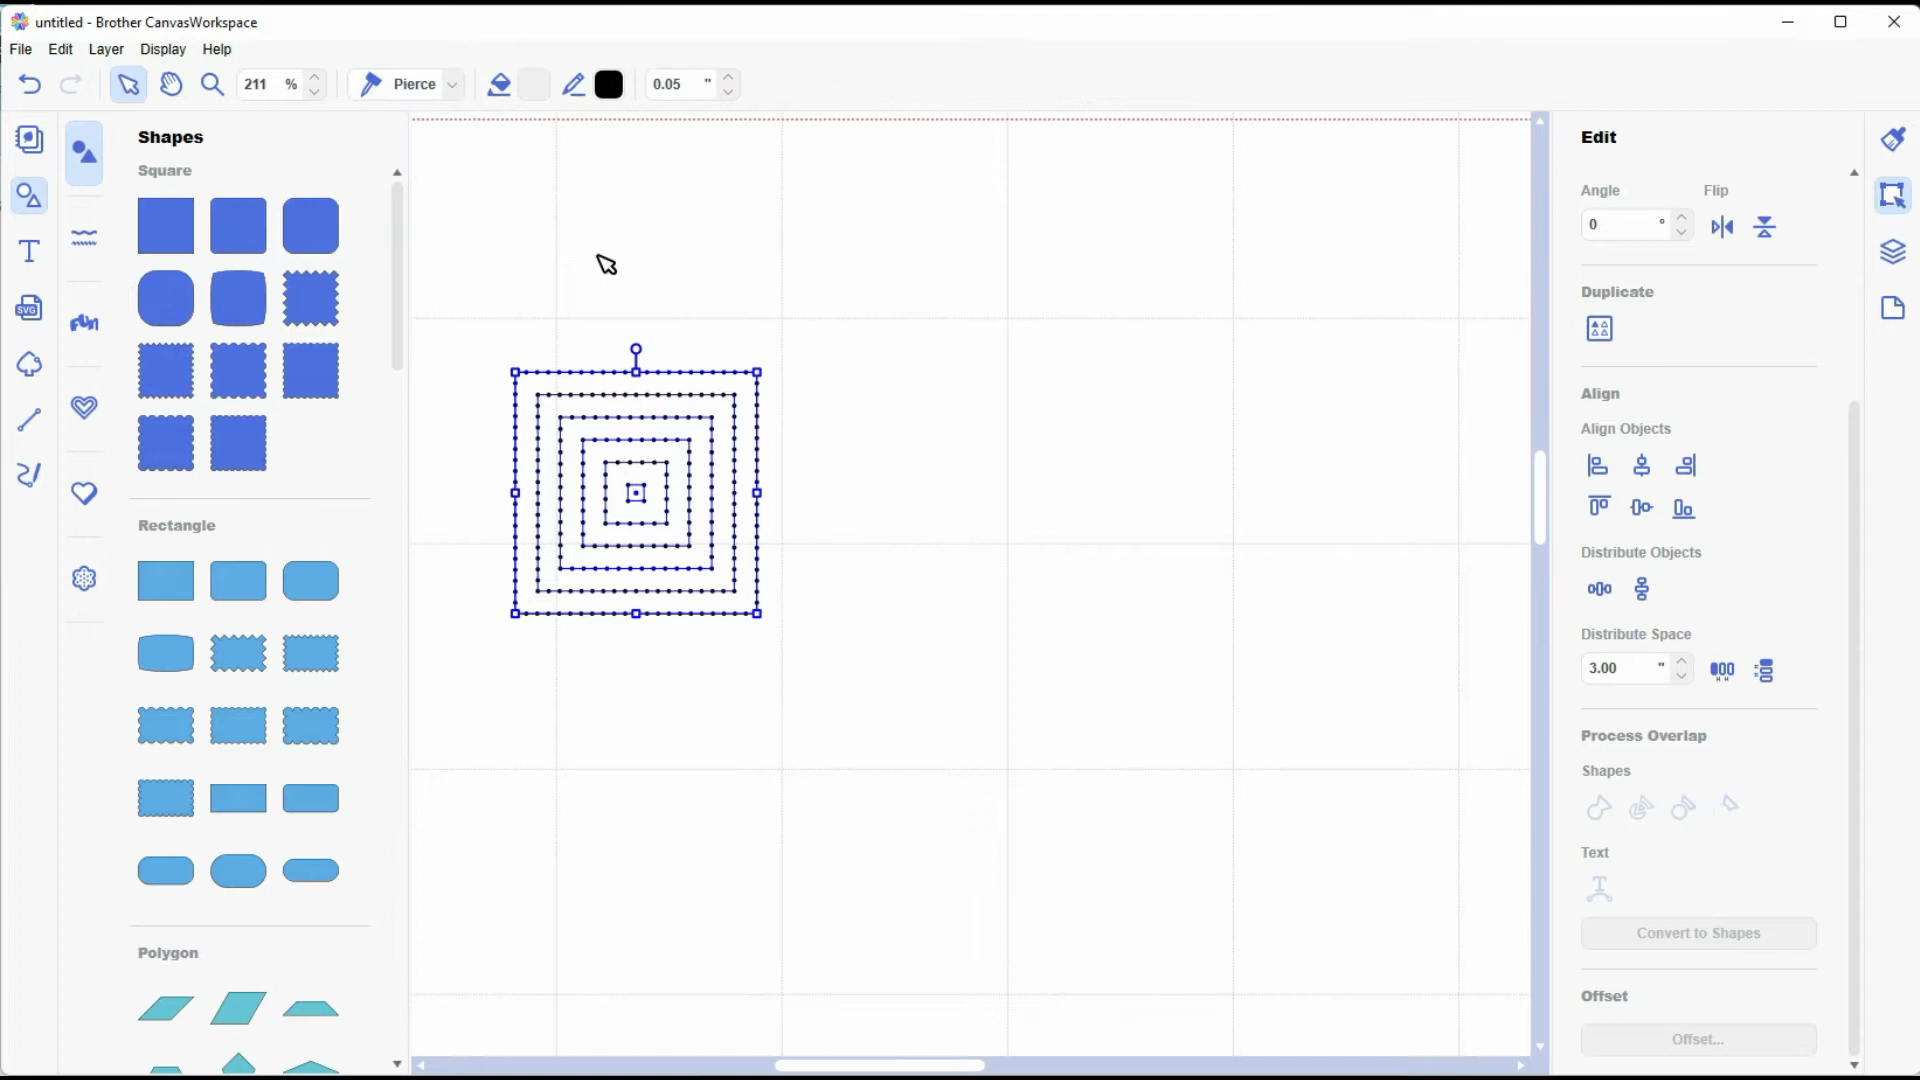 untitled - Brother CanvasWorkspace
File Edit Layer Display Help
211 % Pierce 0.05 "
Shapes
Square
Rectangle
Polygon
T
SVG
Fun
Edit
Angle Flip
0 °
Duplicate
Align
Align Objects
Distribute Objects
Distribute Space
3.00 "
Process Overlap
Shapes
Text
Convert to Shapes
Offset
Offset...